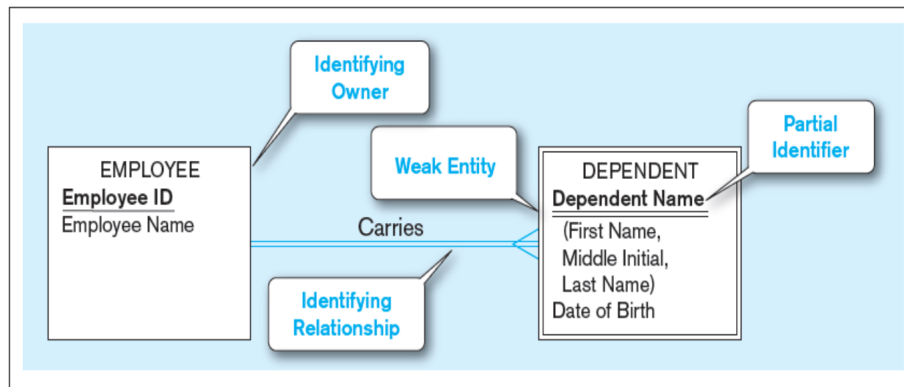 Identifying
Owner
Partial
Identifier
Weak Entity
EMPLOYEE
Employee ID
Employee Name
Carries
DEPENDENT
Dependent Name
(First Name,
Middle Initial,
Last Name)
Date of Birth
Identifying
Relationship